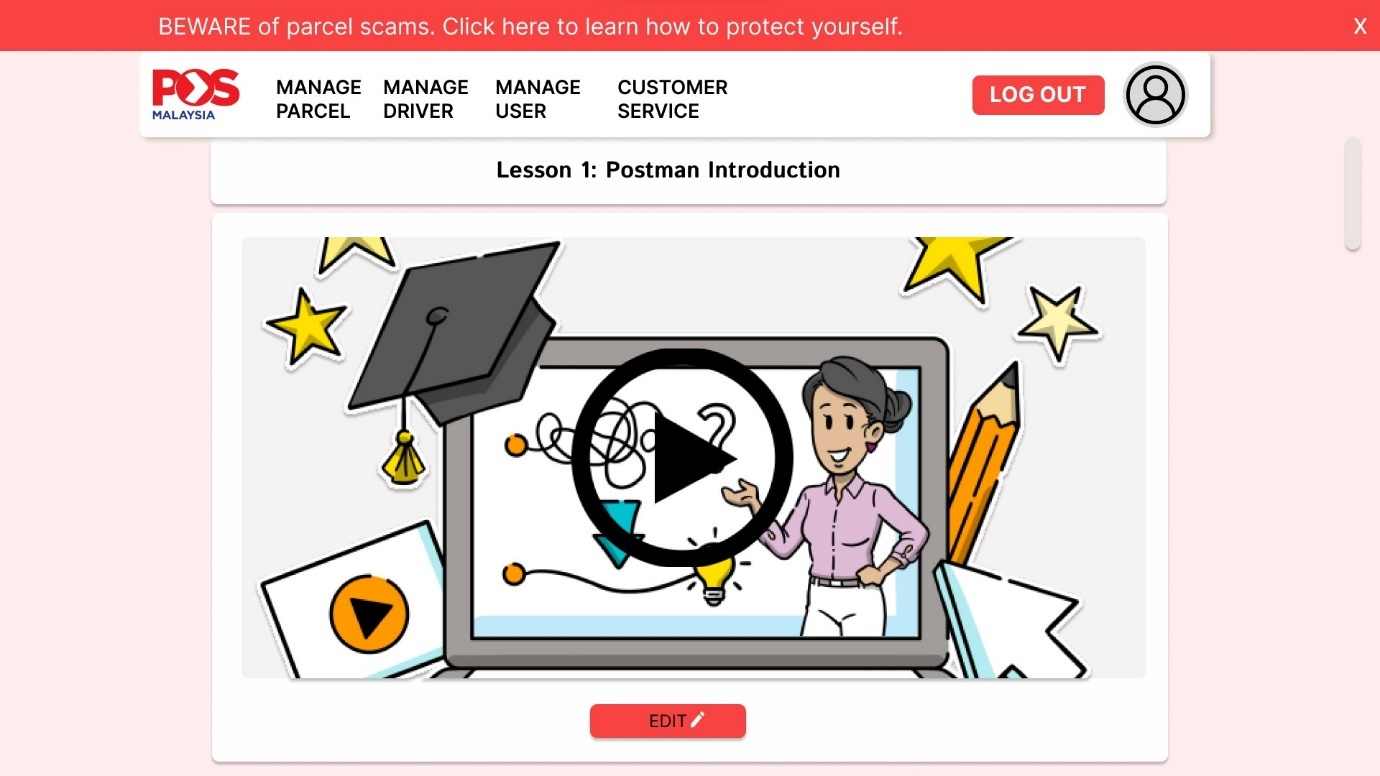 BEWARE of parcel scams. Click here to learn how to protect yourself.
X
POS
MALAYSIA
MANAGE
PARCEL
MANAGE
DRIVER
MANAGE
USER
CUSTOMER
SERVICE
LOG OUT
Lesson 1: Postman Introduction
?
EDIT